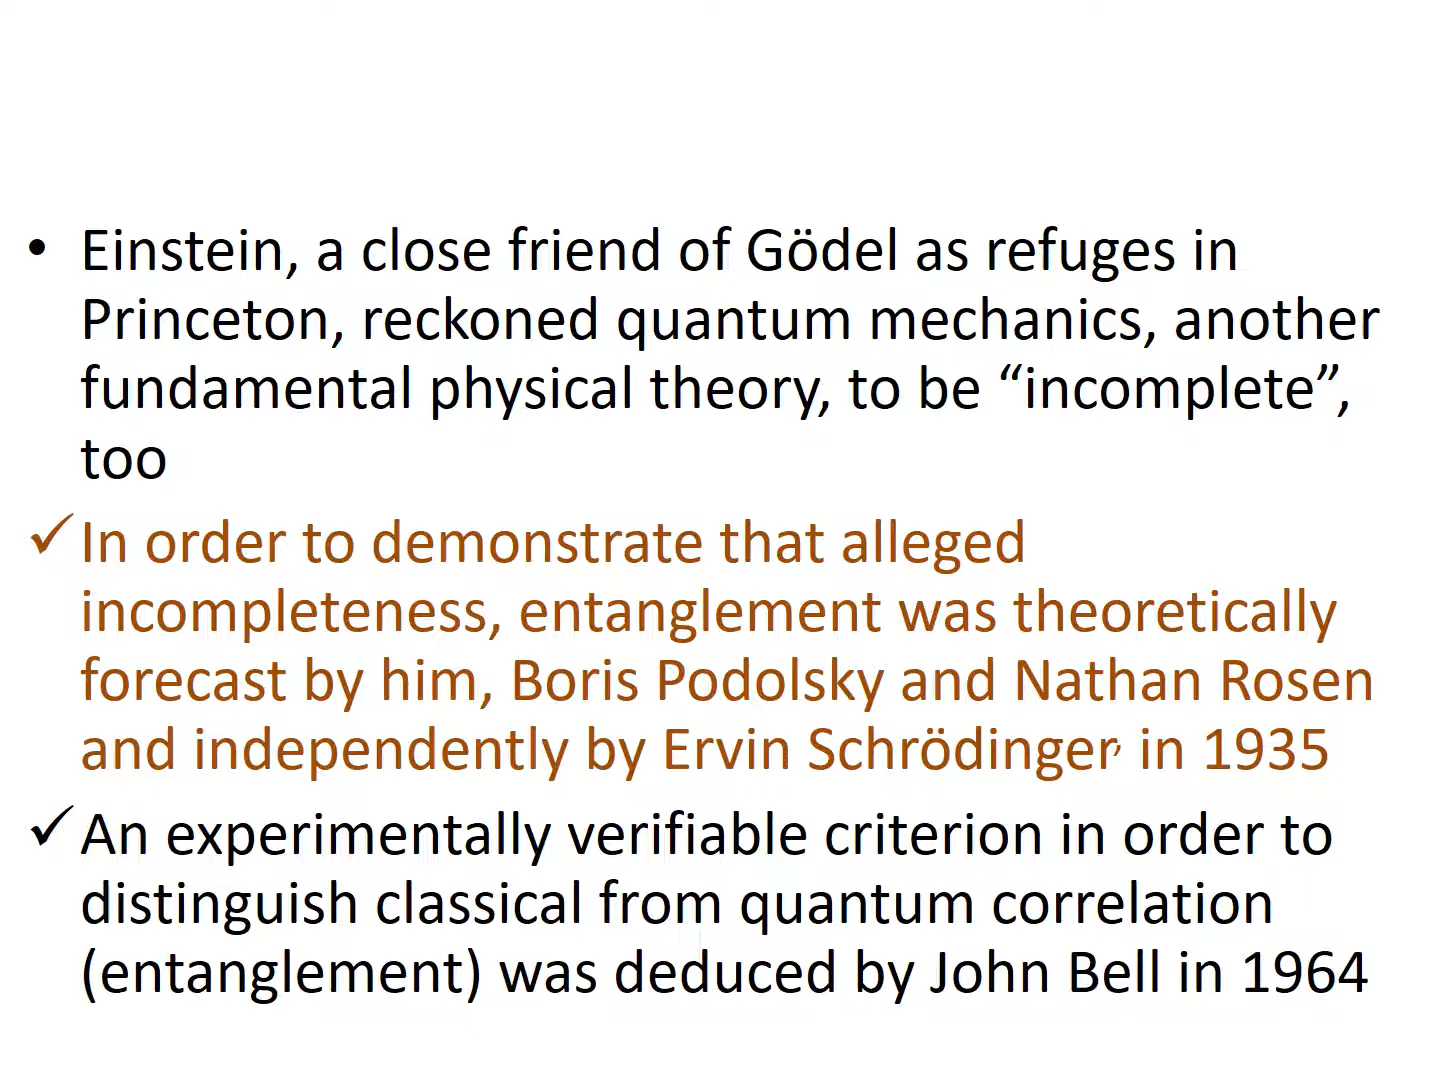 • Einstein, a close friend of Gödel as refuges in
Princeton, reckoned quantum mechanics, another
fundamental physical theory, to be “incomplete”,
too
✓In order to demonstrate that alleged
incompleteness, entanglement was theoretically
forecast by him, Boris Podolsky and Nathan Rosen
and independently by Ervin Schrödinger, in 1935
✓An experimentally verifiable criterion in order to
distinguish classical from quantum correlation
(entanglement) was deduced by John Bell in 1964